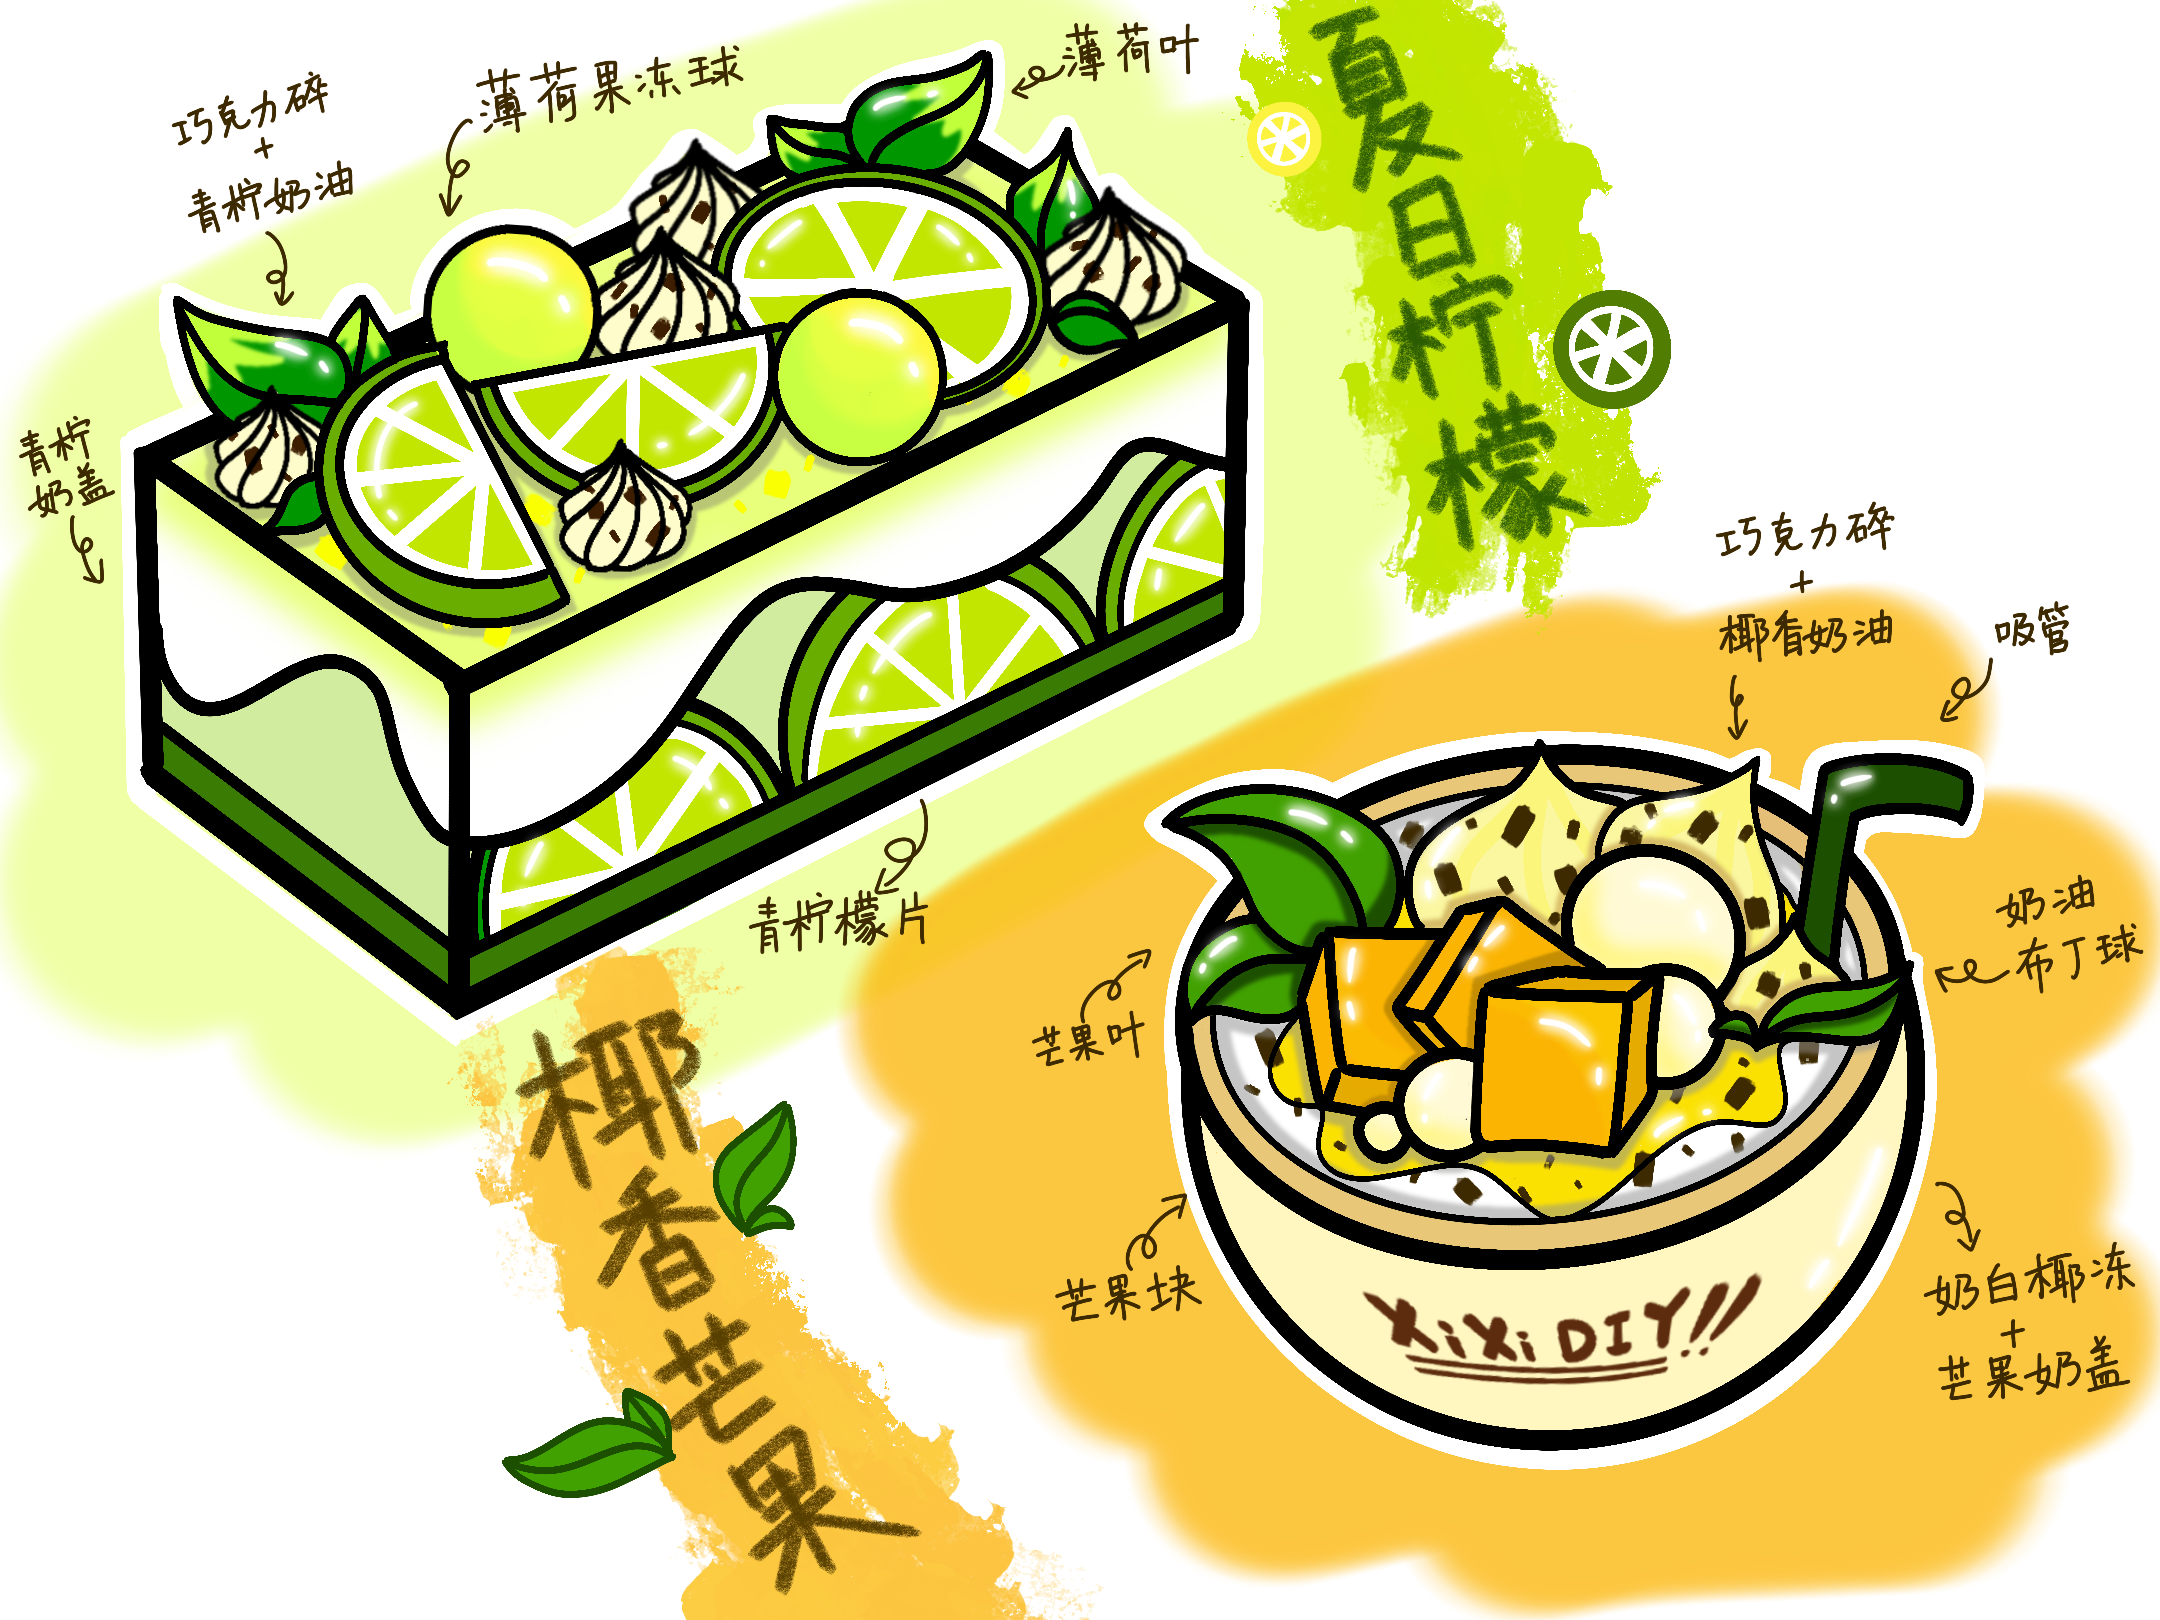 夏日柠檬
薄荷叶
薄荷果冻球
巧克力碎
+
青柠奶油
青柠
奶盖
青柠檬片
椰香芒果
巧克力碎
+
椰香奶油
吸管
奶油
布丁球
芒果叶
芒果块
奶白椰冻
+
芒果奶盖
XiXi DIY!!